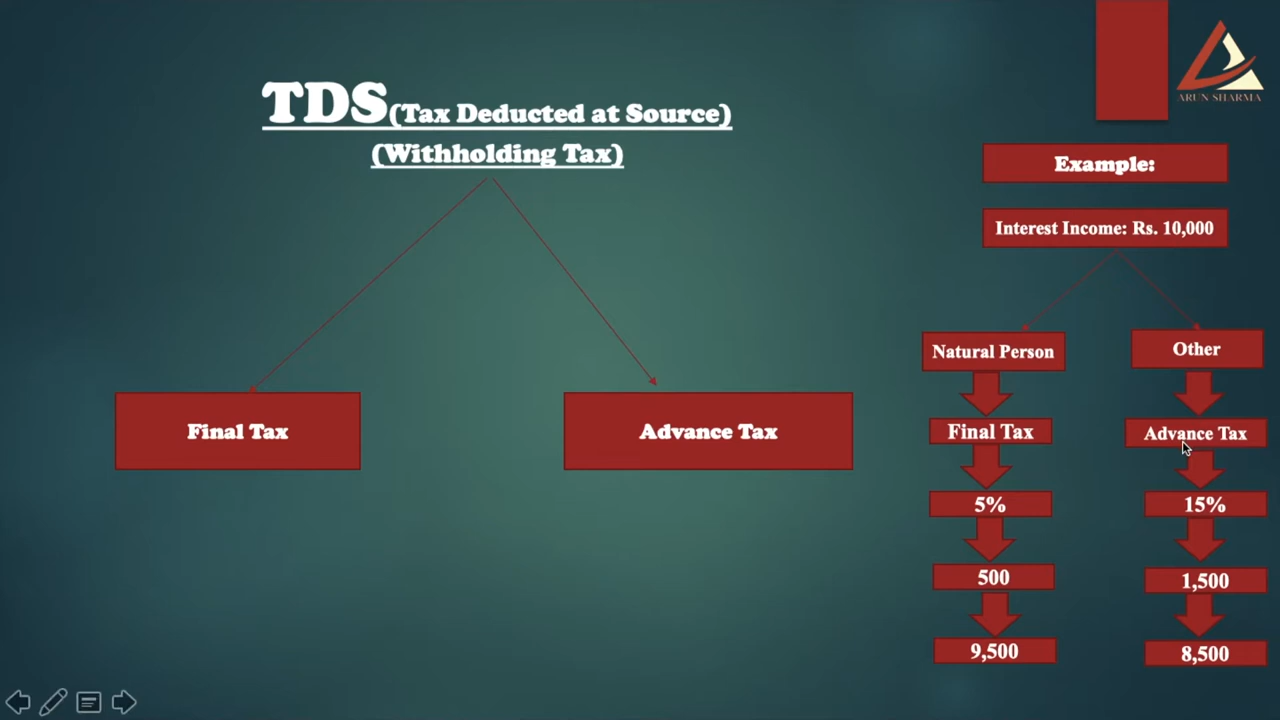 TDS(Tax Deducted at Source)
(Withholding Tax)
Final Tax
Advance Tax
ARUN SHARMA
Example:
Interest Income: Rs. 10,000
Natural Person
Final Tax
5%
500
9,500
Other
Advance Tax
15%
1,500
8,500